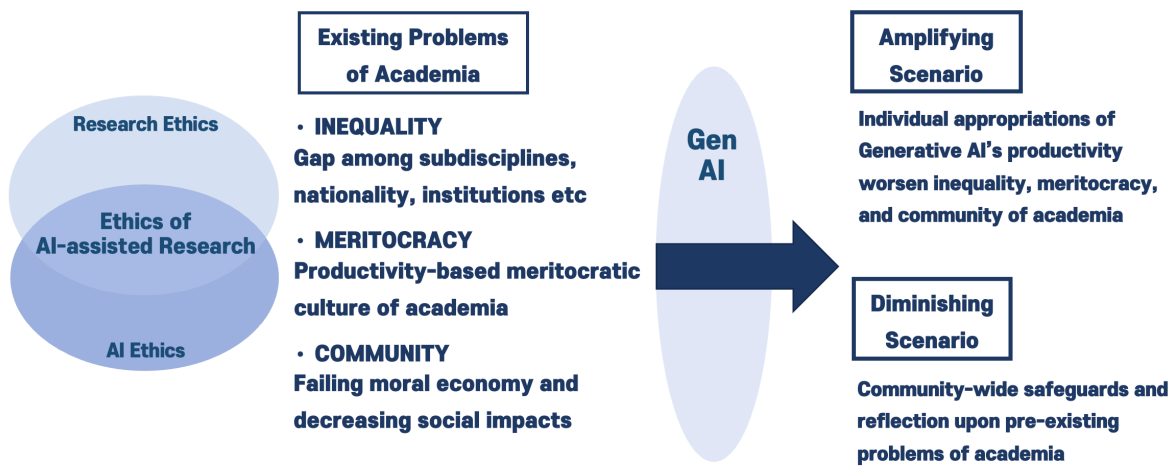 Research Ethics
Ethics of
AI-assisted Research
AI Ethics
Existing Problems
of Academia
· INEQUALITY
Gap among subdisciplines,
nationality, institutions etc
· MERITOCRACY
Productivity-based meritocratic
culture of academia
· COMMUNITY
Failing moral economy and
decreasing social impacts
Gen
AI
Amplifying
Scenario
Individual appropriations of
Generative AI's productivity
worsen inequality, meritocracy,
and community of academia
Diminishing
Scenario
Community-wide safeguards and
reflection upon pre-existing
problems of academia